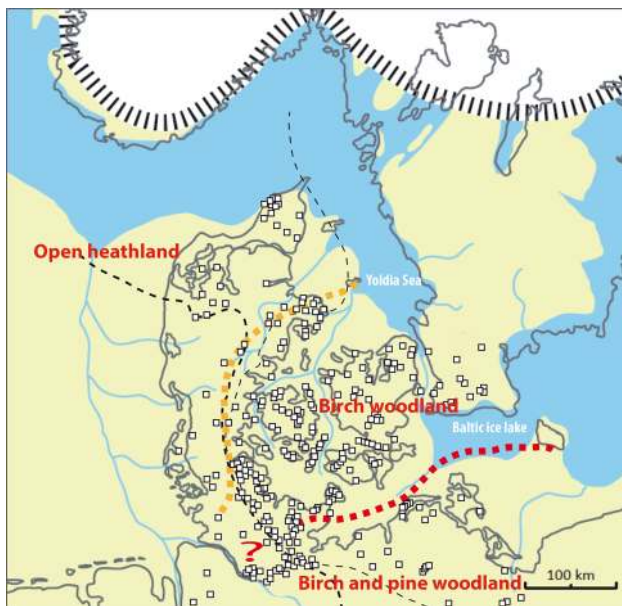 Open heathland
Yoldia Sea
Birch woodland
Baltic ice lake
?
Birch and pine woodland
100 km